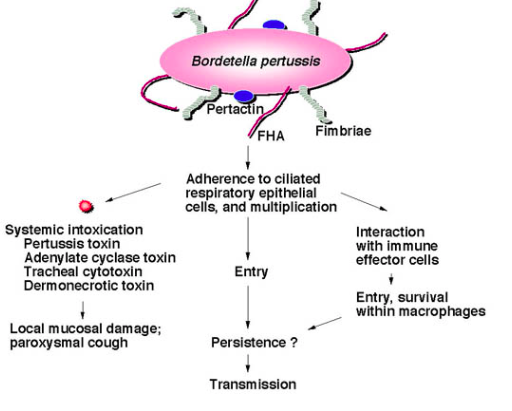 Bordetella pertussis
Pertactin
FHA
Fimbriae
Adherence to ciliated
respiratory epithelial
cells, and multiplication
Systemic intoxication
Pertussis toxin
Adenylate cyclase toxin
Tracheal cytotoxin
Dermonecrotic toxin
Local mucosal damage;
paroxysmal cough
Entry
Interaction
with immune
effector cells
Entry, survival
within macrophages
Persistence ?
Transmission